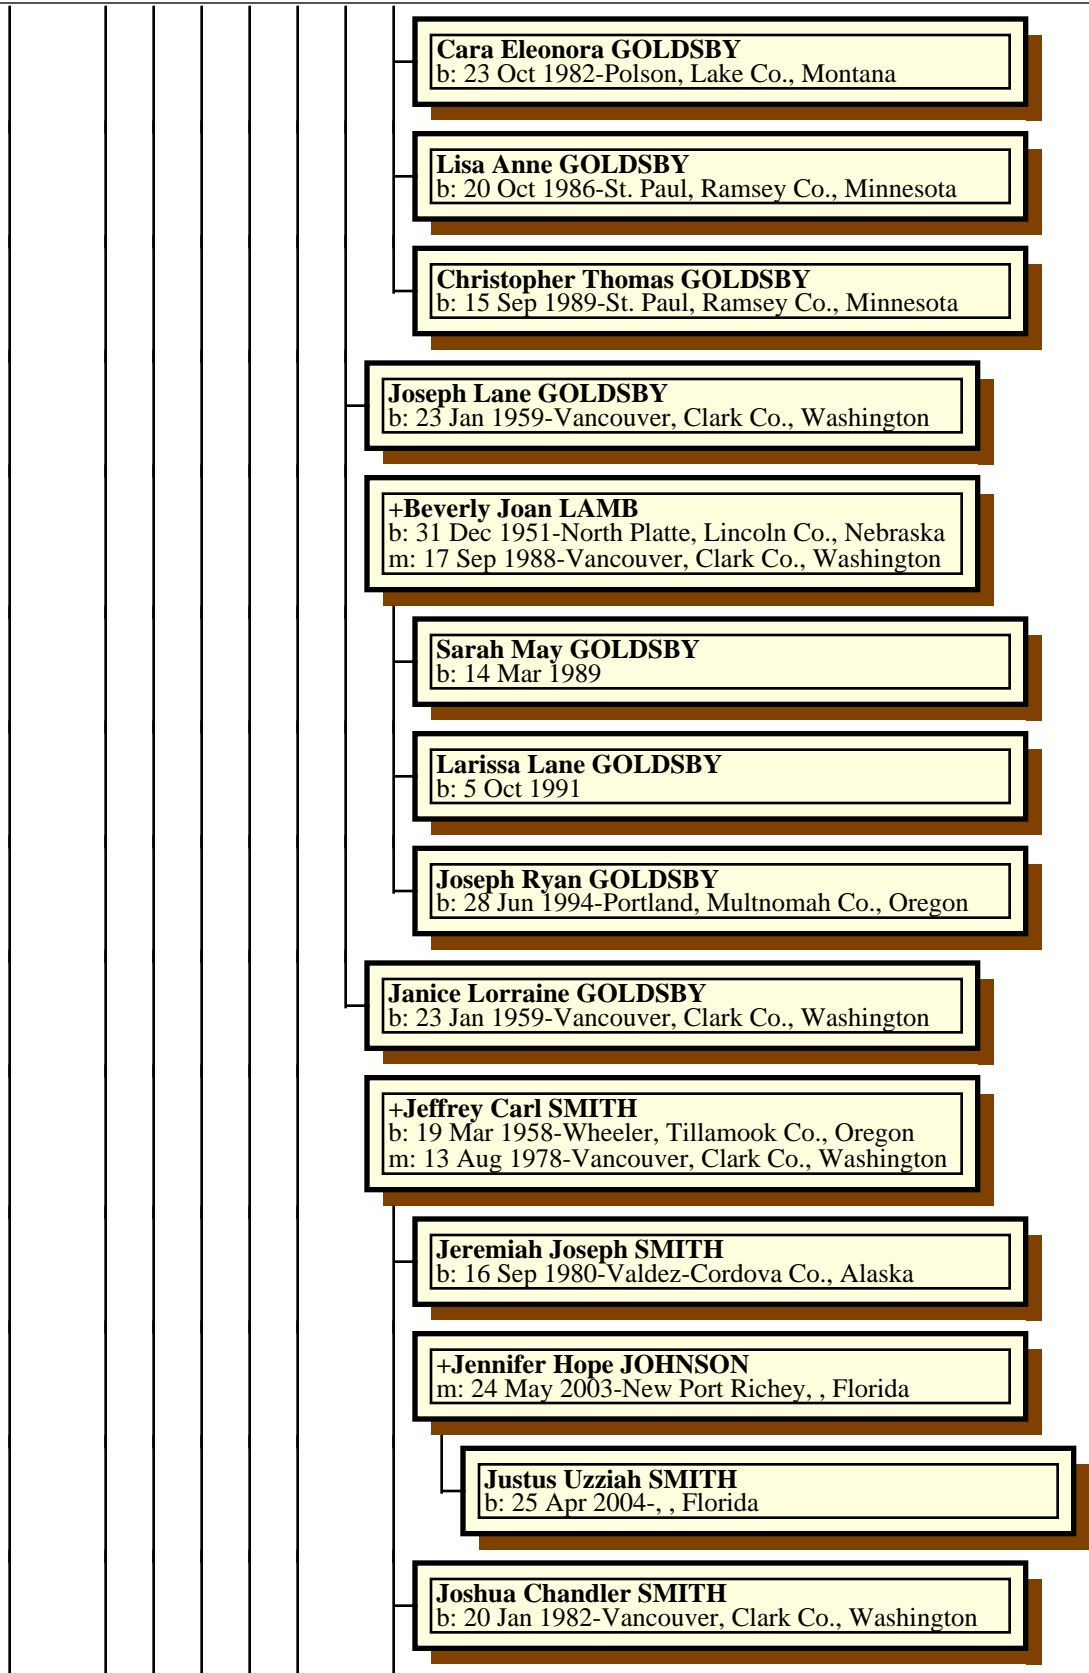 Cara Eleonora GOLDSBY
b: 23 Oct 1982-Polson, Lake Co., Montana
Lisa Anne GOLDSBY
b: 20 Oct 1986-St. Paul, Ramsey Co., Minnesota
Christopher Thomas GOLDSBY
b: 15 Sep 1989-St. Paul, Ramsey Co., Minnesota
Joseph Lane GOLDSBY
b: 23 Jan 1959-Vancouver, Clark Co., Washington
+Beverly Joan LAMB
b: 31 Dec 1951-North Platte, Lincoln Co., Nebraska
m: 17 Sep 1988-Vancouver, Clark Co., Washington
Sarah May GOLDSBY
b: 14 Mar 1989
Larissa Lane GOLDSBY
b: 5 Oct 1991
Joseph Ryan GOLDSBY
b: 28 Jun 1994-Portland, Multnomah Co., Oregon
Janice Lorraine GOLDSBY
b: 23 Jan 1959-Vancouver, Clark Co., Washington
+Jeffrey Carl SMITH
b: 19 Mar 1958-Wheeler, Tillamook Co., Oregon
m: 13 Aug 1978-Vancouver, Clark Co., Washington
Jeremiah Joseph SMITH
b: 16 Sep 1980-Valdez-Cordova Co., Alaska
+Jennifer Hope JOHNSON
m: 24 May 2003-New Port Richey, , Florida
Justus Uzziah SMITH
b: 25 Apr 2004-, , Florida
Joshua Chandler SMITH
b: 20 Jan 1982-Vancouver, Clark Co., Washington